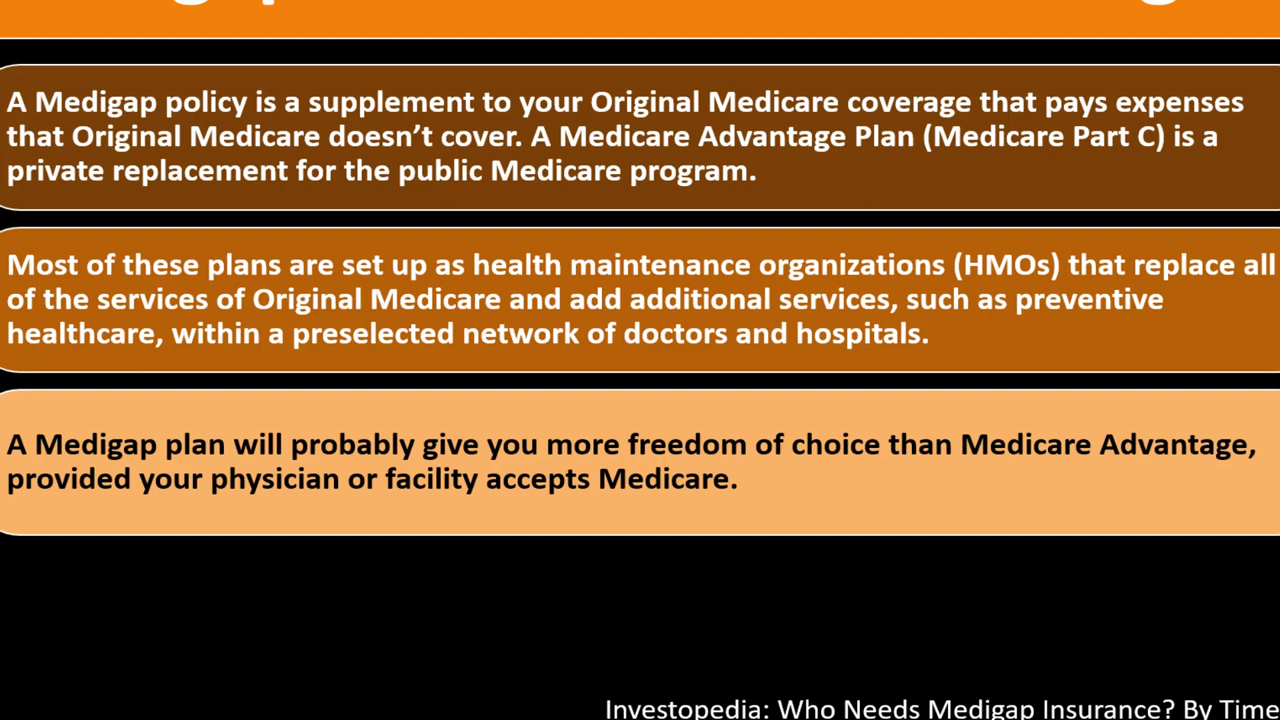 A Medigap policy is a supplement to your Original Medicare coverage that pays expenses
that Original Medicare doesn’t cover. A Medicare Advantage Plan (Medicare Part C) is a
private replacement for the public Medicare program.
Most of these plans are set up as health maintenance organizations (HMOs) that replace all
of the services of Original Medicare and add additional services, such as preventive
healthcare, within a preselected network of doctors and hospitals.
A Medigap plan will probably give you more freedom of choice than Medicare Advantage,
provided your physician or facility accepts Medicare.
Investopedia: Who Needs Medigap Insurance? By Time